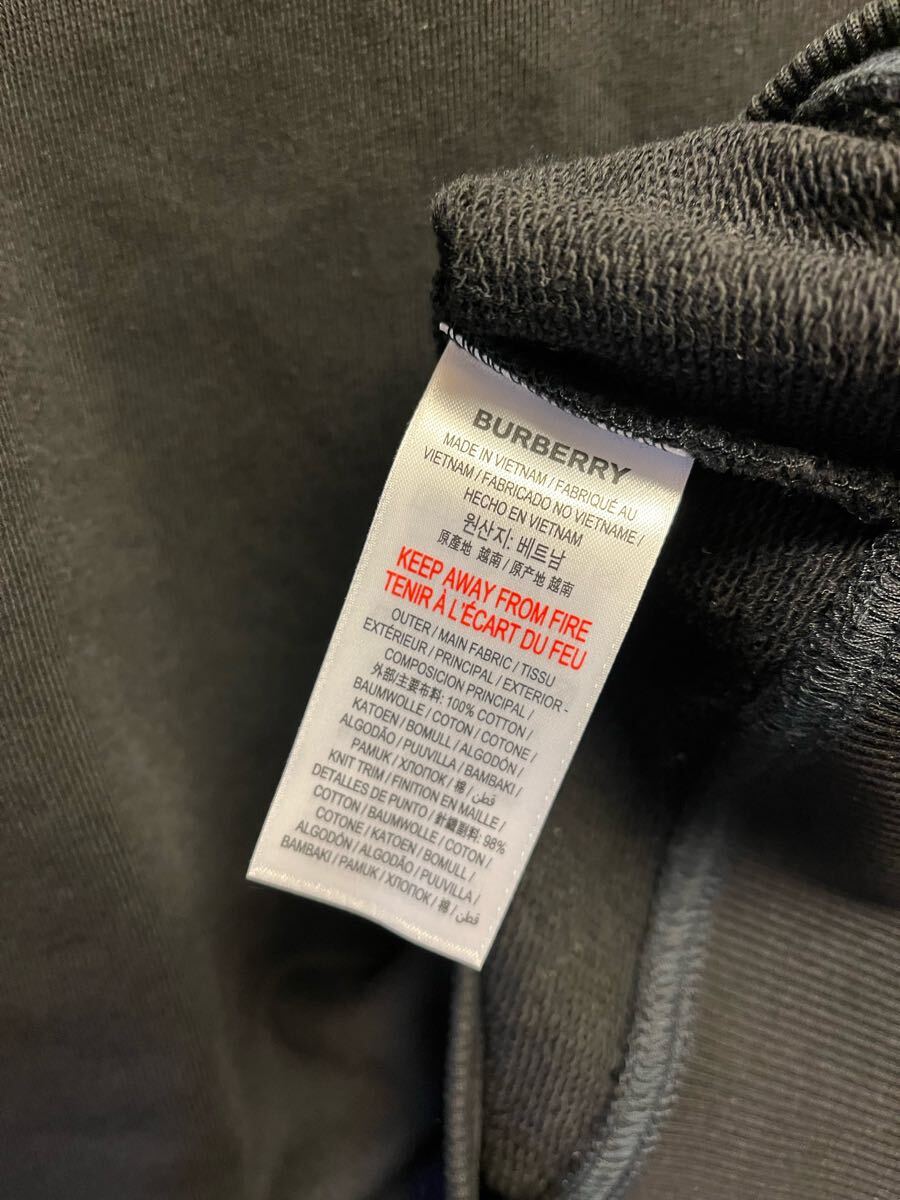 BURBERRY
MADE IN VIETNAM / FABRIQUÉ AU
VIETNAM / FABRICADO NO VIETNAME /
HECHO EN VIETNAM
원산지: 베트남
原產地 越南 / 原产地 越南
KEEP AWAY FROM FIRE
TENIR À L'ÉCART DU FEU
OUTER / MAIN FABRIC / TISSU
EXTÉRIEUR / PRINCIPAL / EXTERIOR -
COMPOSICION PRINCIPAL /
外部/主要布料: 100% COTTON /
BAUMWOLLE / COTON / COTONE /
KATOEN / BOMULL / ALGODÓN /
ALGODÃO / PUUVILLA / BAMBAKI /
PAMUK / ХЛОПОК / 棉 / قطن
KNIT TRIM / FINITION EN MAILLE /
DETALLES DE PUNTO / 針織副料: 98%
COTTON / BAUMWOLLE / COTON /
COTONE / KATOEN / BOMULL /
ALGODÓN / ALGODÃO / PUUVILLA /
BAMBAKI / PAMUK / ХЛОПОК / 棉 / قطن